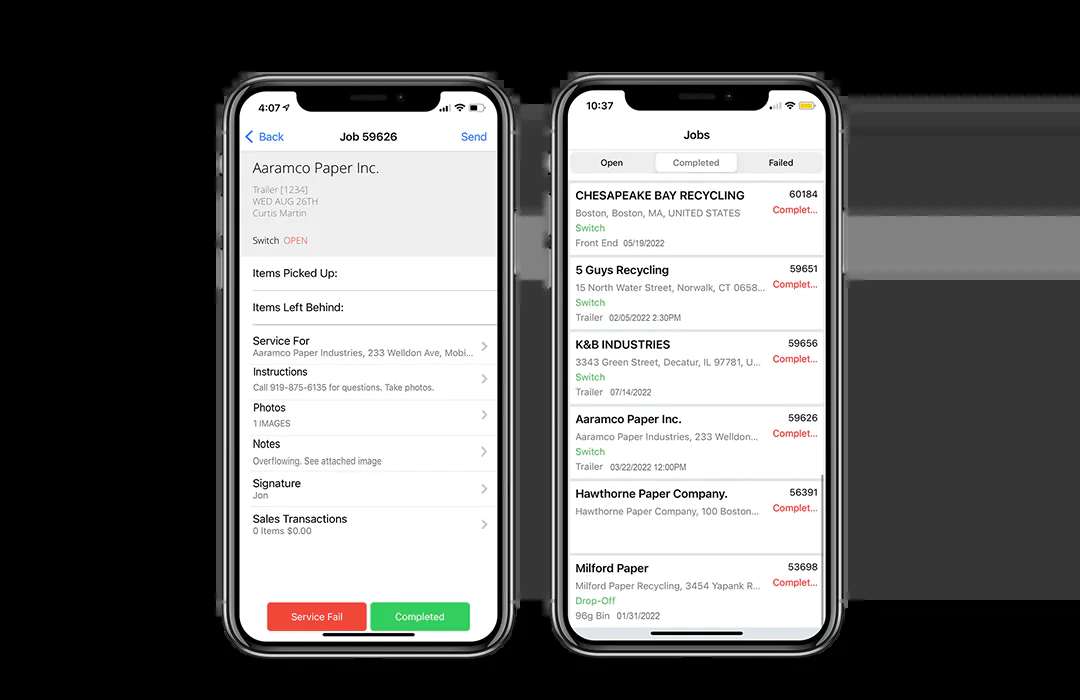 4:07
Back
Job 59626
Send
Aaramco Paper Inc.
Trailer [1234]
WED AUG 26TH
Curtis Martin
Switch OPEN
Items Picked Up:
Items Left Behind:
Service For
Aaramco Paper Industries, 233 Welldon Ave, Mobi...
Instructions
Call 919-875-6135 for questions. Take photos.
Photos
1 IMAGES
Notes
Overflowing. See attached image
Signature
Jon
Sales Transactions
0 Items $0.00
Service Fail
Completed
10:37
Jobs
Open
Completed
Failed
CHESAPEAKE BAY RECYCLING 60184
Boston, Boston, MA, UNITED STATES Complet...
Switch
Front End 05/19/2022
5 Guys Recycling 59651
15 North Water Street, Norwalk, CT 0658... Complet...
Switch
Trailer 02/05/2022 2:30PM
K&B INDUSTRIES 59656
3343 Green Street, Decatur, IL 97781, U... Complet...
Switch
Trailer 07/14/2022
Aaramco Paper Inc. 59626
Aaramco Paper Industries, 233 Welldon... Complet...
Switch
Trailer 03/22/2022 12:00PM
Hawthorne Paper Company. 56391
Hawthorne Paper Company, 100 Boston... Complet...
Milford Paper 53698
Milford Paper Recycling, 3454 Yapank R... Complet...
Drop-Off
96g Bin 01/31/2022